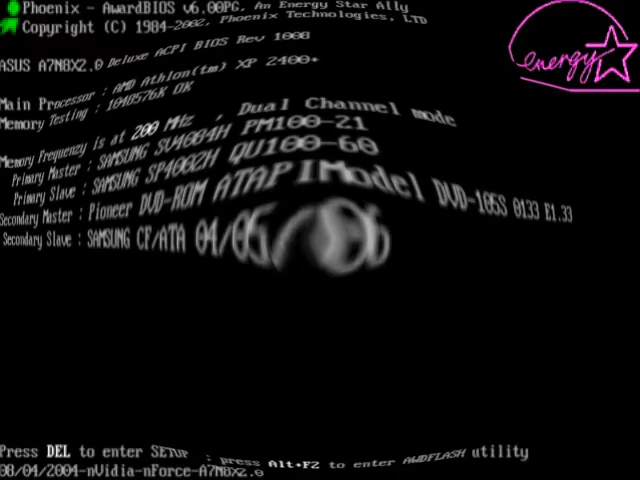 Phoenix - AwardBIOS v6.00PG, An Energy Star Ally
Copyright (C) 1984-2002, Phoenix Technologies, LTD
energy
ASUS A7N8X2.0 Deluxe ACPI BIOS Rev 1008
Main Processor : AMD Athlon(tm) XP 2400+
Memory Testing : 1048576K OK
Memory Frequenzy is at 200 MHz , Dual Channel mode
Primary Master : SAMSUNG SV4084H PM100-21
Primary Slave : SAMSUNG SP4002H QU100-60
Secondary Master : Pioneer DVD-ROM ATAPIModel DVD-105S 0133 E1.33
Secondary Slave : SAMSUNG CF/ATA 04/05/06
Press DEL to enter SETUP : press Alt+F2 to enter AWDFLASH utility
08/04/2004-nVidia-nForce-A7N8X2.0